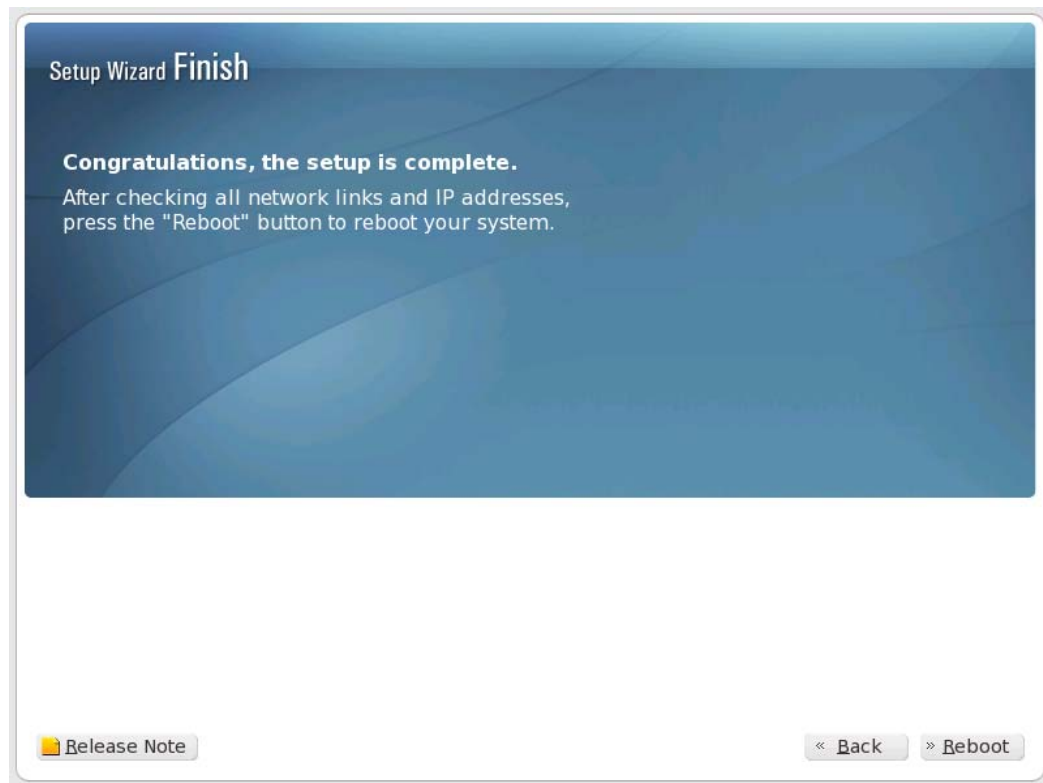 Setup Wizard Finish
Congratulations, the setup is complete.
After checking all network links and IP addresses,
press the "Reboot" button to reboot your system.
Release Note
« Back
» Reboot